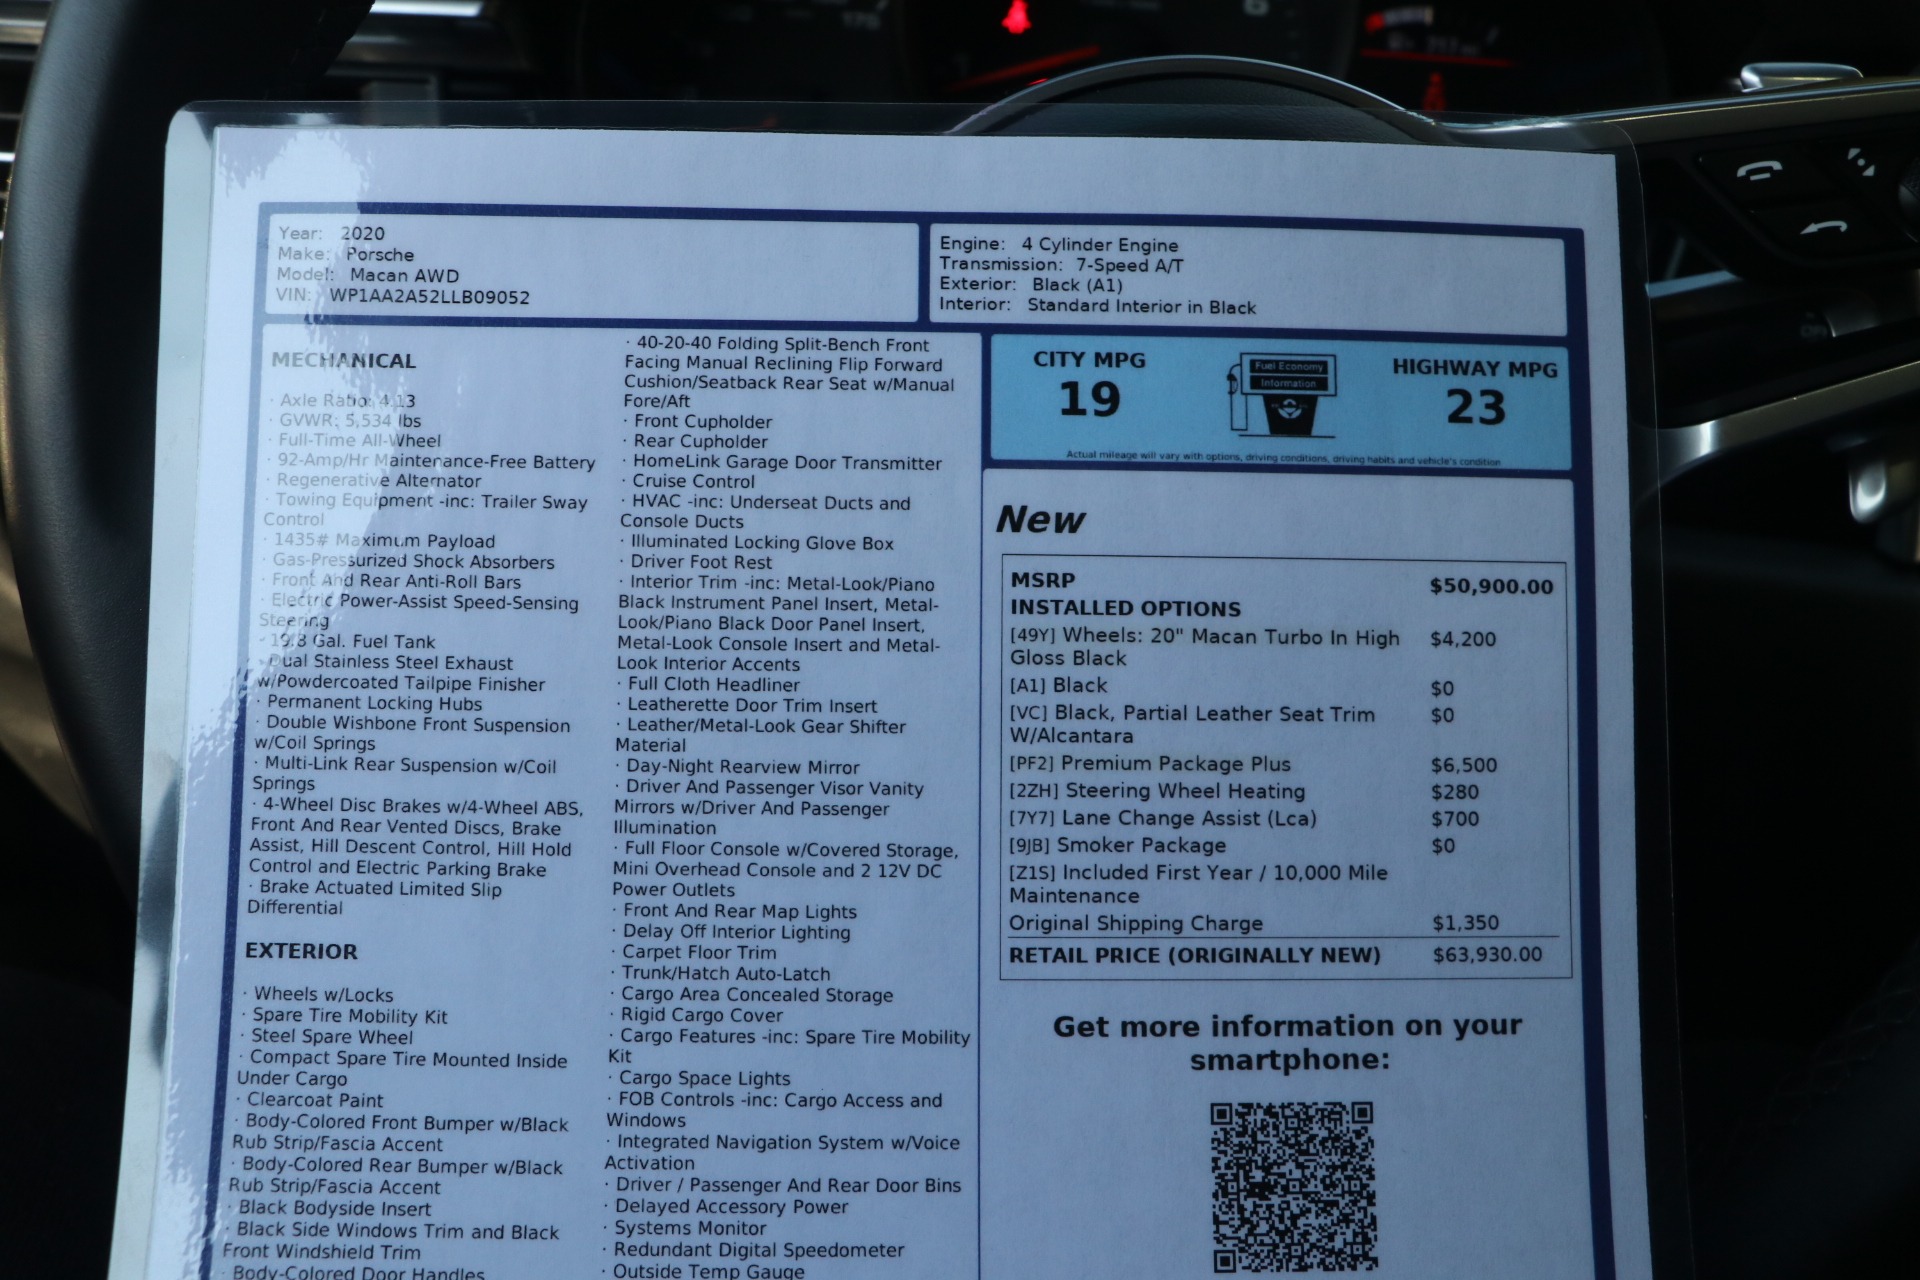 Year: 2020
Make: Porsche
Model: Macan AWD
VIN: WP1AA2A52LLB09052
Engine: 4 Cylinder Engine
Transmission: 7-Speed A/T
Exterior: Black (A1)
Interior: Standard Interior in Black
MECHANICAL
· Axle Ratio: 4.13
· GVWR: 5,534 lbs
· Full-Time All-Wheel
· 92-Amp/Hr Maintenance-Free Battery
· Regenerative Alternator
· Towing Equipment -inc: Trailer Sway
Control
· 1435# Maximum Payload
· Gas-Pressurized Shock Absorbers
· Front And Rear Anti-Roll Bars
· Electric Power-Assist Speed-Sensing
Steering
· 19.8 Gal. Fuel Tank
· Dual Stainless Steel Exhaust
w/Powdercoated Tailpipe Finisher
· Permanent Locking Hubs
· Double Wishbone Front Suspension
w/Coil Springs
· Multi-Link Rear Suspension w/Coil
Springs
· 4-Wheel Disc Brakes w/4-Wheel ABS,
Front And Rear Vented Discs, Brake
Assist, Hill Descent Control, Hill Hold
Control and Electric Parking Brake
· Brake Actuated Limited Slip
Differential
EXTERIOR
· Wheels w/Locks
· Spare Tire Mobility Kit
· Steel Spare Wheel
· Compact Spare Tire Mounted Inside
Under Cargo
· Clearcoat Paint
· Body-Colored Front Bumper w/Black
Rub Strip/Fascia Accent
· Body-Colored Rear Bumper w/Black
Rub Strip/Fascia Accent
· Black Bodyside Insert
· Black Side Windows Trim and Black
Front Windshield Trim
· Body-Colored Door Handles
· 40-20-40 Folding Split-Bench Front
Facing Manual Reclining Flip Forward
Cushion/Seatback Rear Seat w/Manual
Fore/Aft
· Front Cupholder
· Rear Cupholder
· HomeLink Garage Door Transmitter
· Cruise Control
· HVAC -inc: Underseat Ducts and
Console Ducts
· Illuminated Locking Glove Box
· Driver Foot Rest
· Interior Trim -inc: Metal-Look/Piano
Black Instrument Panel Insert, Metal-
Look/Piano Black Door Panel Insert,
Metal-Look Console Insert and Metal-
Look Interior Accents
· Full Cloth Headliner
· Leatherette Door Trim Insert
· Leather/Metal-Look Gear Shifter
Material
· Day-Night Rearview Mirror
· Driver And Passenger Visor Vanity
Mirrors w/Driver And Passenger
Illumination
· Full Floor Console w/Covered Storage,
Mini Overhead Console and 2 12V DC
Power Outlets
· Front And Rear Map Lights
· Delay Off Interior Lighting
· Carpet Floor Trim
· Trunk/Hatch Auto-Latch
· Cargo Area Concealed Storage
· Rigid Cargo Cover
· Cargo Features -inc: Spare Tire Mobility
Kit
· Cargo Space Lights
· FOB Controls -inc: Cargo Access and
Windows
· Integrated Navigation System w/Voice
Activation
· Driver / Passenger And Rear Door Bins
· Delayed Accessory Power
· Systems Monitor
· Redundant Digital Speedometer
· Outside Temp Gauge
CITY MPG
19
Fuel Economy
Information
HIGHWAY MPG
23
Actual mileage will vary with options, driving conditions, driving habits and vehicle's condition
New
MSRP $50,900.00
INSTALLED OPTIONS
[49Y] Wheels: 20" Macan Turbo In High $4,200
Gloss Black
[A1] Black $0
[VC] Black, Partial Leather Seat Trim $0
W/Alcantara
[PF2] Premium Package Plus $6,500
[2ZH] Steering Wheel Heating $280
[7Y7] Lane Change Assist (Lca) $700
[9JB] Smoker Package $0
[Z1S] Included First Year / 10,000 Mile
Maintenance
Original Shipping Charge $1,350
RETAIL PRICE (ORIGINALLY NEW) $63,930.00
Get more information on your
smartphone: